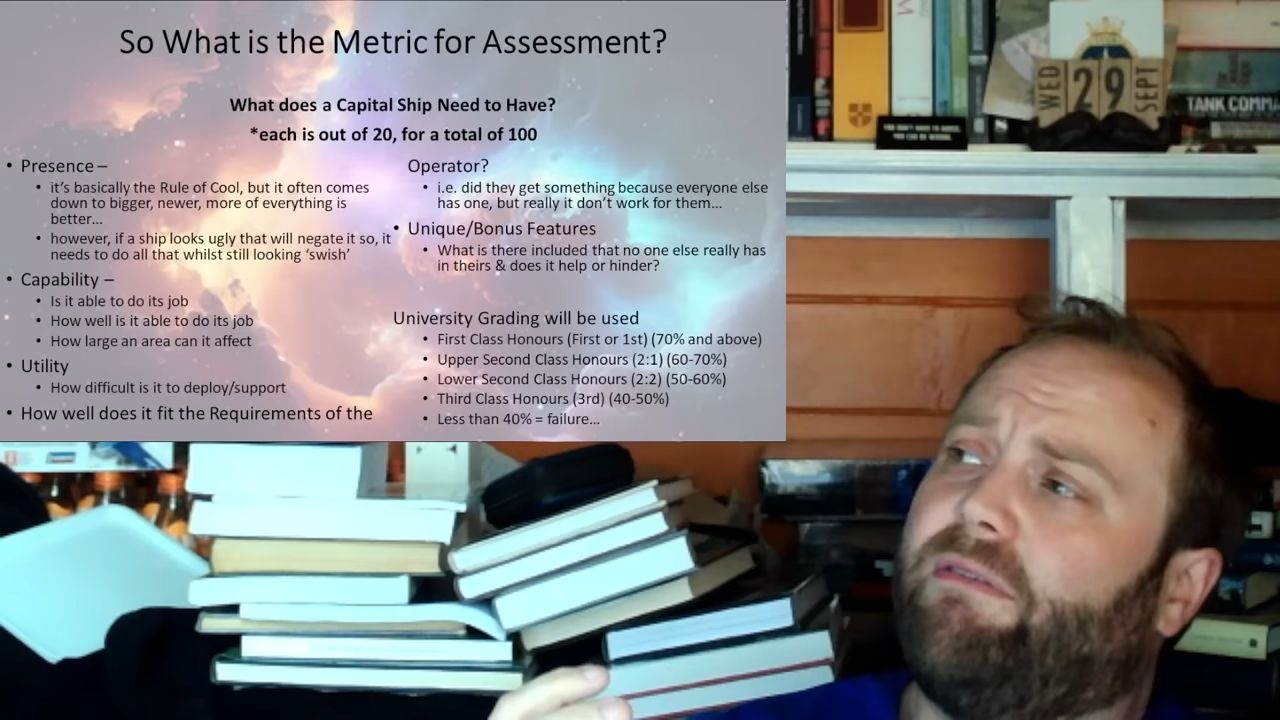 So What is the Metric for Assessment?
What does a Capital Ship Need to Have?
*each is out of 20, for a total of 100
• Presence –
• it's basically the Rule of Cool, but it often comes
down to bigger, newer, more of everything is
better...
• however, if a ship looks ugly that will negate it so, it
needs to do all that whilst still looking 'swish'
• Capability –
• Is it able to do its job
• How well is it able to do its job
• How large an area can it affect
• Utility
• How difficult is it to deploy/support
• How well does it fit the Requirements of the
Operator?
• i.e. did they get something because everyone else
has one, but really it don't work for them...
• Unique/Bonus Features
• What is there included that no one else really has
in theirs & does it help or hinder?
University Grading will be used
• First Class Honours (First or 1st) (70% and above)
• Upper Second Class Honours (2:1) (60-70%)
• Lower Second Class Honours (2:2) (50-60%)
• Third Class Honours (3rd) (40-50%)
• Less than 40% = failure...
WED 29 SEPT
TANK COMMA